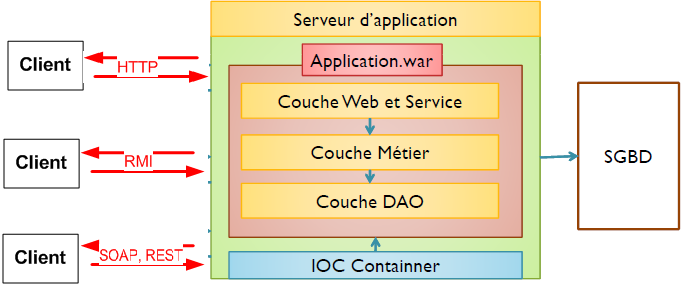 Serveur d'application
Application.war
Client
HTTP
Couche Web et Service
Client
RMI
Couche Métier
SGBD
Couche DAO
Client
SOAP, REST
IOC Containner